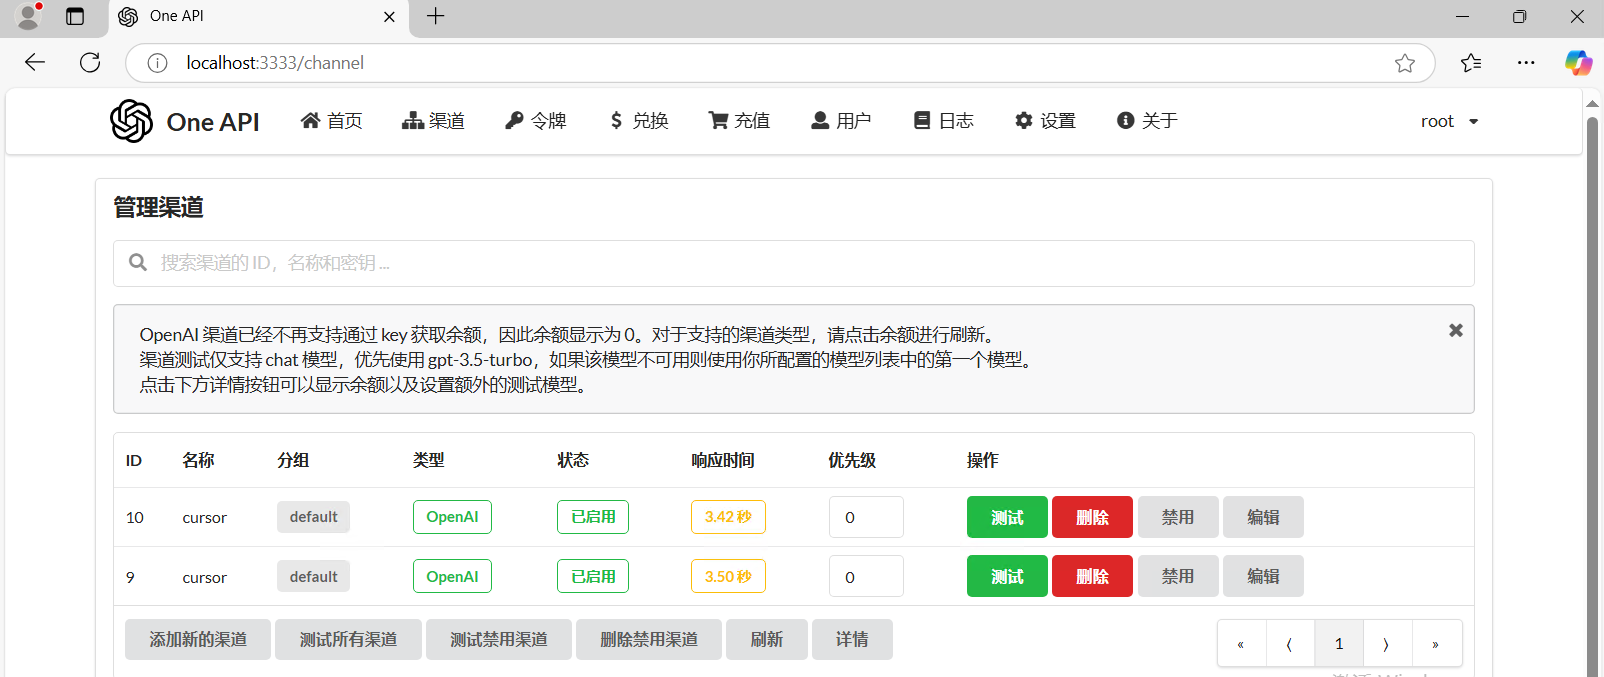 One API
localhost:3333/channel
One API 首页 渠道 令牌 兑换 充值 用户 日志 设置 关于 root
管理渠道
搜索渠道的 ID，名称和密钥 ...
OpenAI 渠道已经不再支持通过 key 获取余额，因此余额显示为 0。对于支持的渠道类型，请点击余额进行刷新。
渠道测试仅支持 chat 模型，优先使用 gpt-3.5-turbo，如果该模型不可用则使用你所配置的模型列表中的第一个模型。
点击下方详情按钮可以显示余额以及设置额外的测试模型。
ID 名称 分组 类型 状态 响应时间 优先级 操作
10 cursor default OpenAI 已启用 3.42 秒 0 测试 删除 禁用 编辑
9 cursor default OpenAI 已启用 3.50 秒 0 测试 删除 禁用 编辑
添加新的渠道 测试所有渠道 测试禁用渠道 删除禁用渠道 刷新 详情 « ⟨ 1 ⟩ »